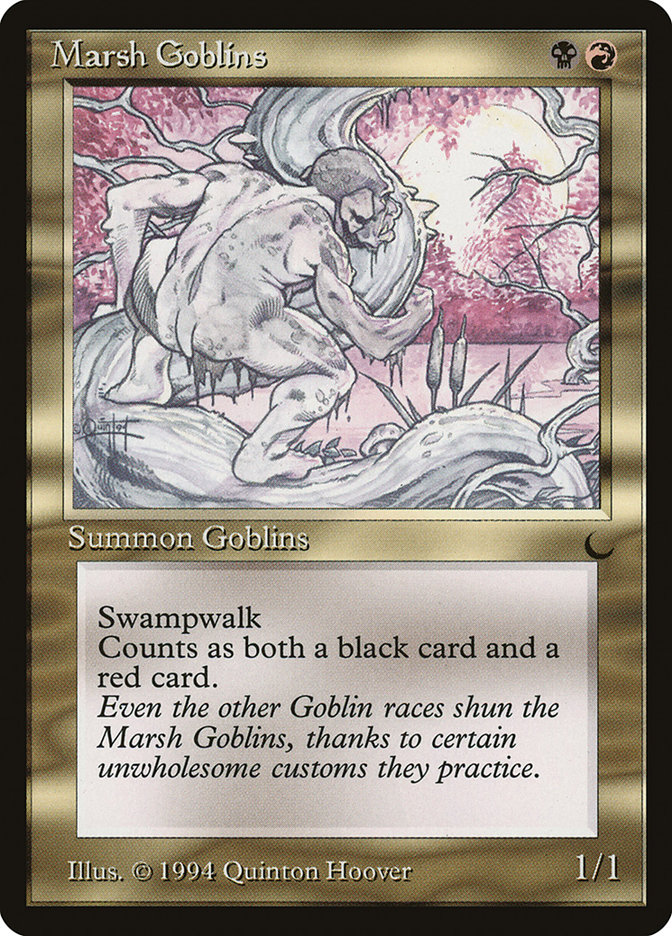 Marsh Goblins
Summon Goblins
Swampwalk
Counts as both a black card and a
red card.
Even the other Goblin races shun the
Marsh Goblins, thanks to certain
unwholesome customs they practice.
Illus. © 1994 Quinton Hoover
1/1